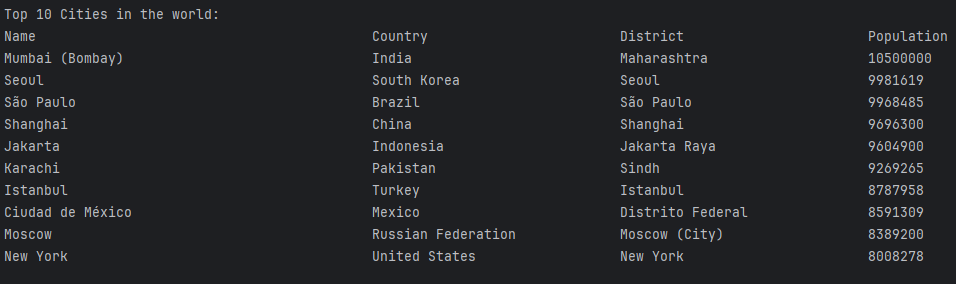 Top 10 Cities in the world:
Name Country District Population
Mumbai (Bombay) India Maharashtra 10500000
Seoul South Korea Seoul 9981619
São Paulo Brazil São Paulo 9968485
Shanghai China Shanghai 9696300
Jakarta Indonesia Jakarta Raya 9604900
Karachi Pakistan Sindh 9269265
Istanbul Turkey Istanbul 8787958
Ciudad de México Mexico Distrito Federal 8591309
Moscow Russian Federation Moscow (City) 8389200
New York United States New York 8008278